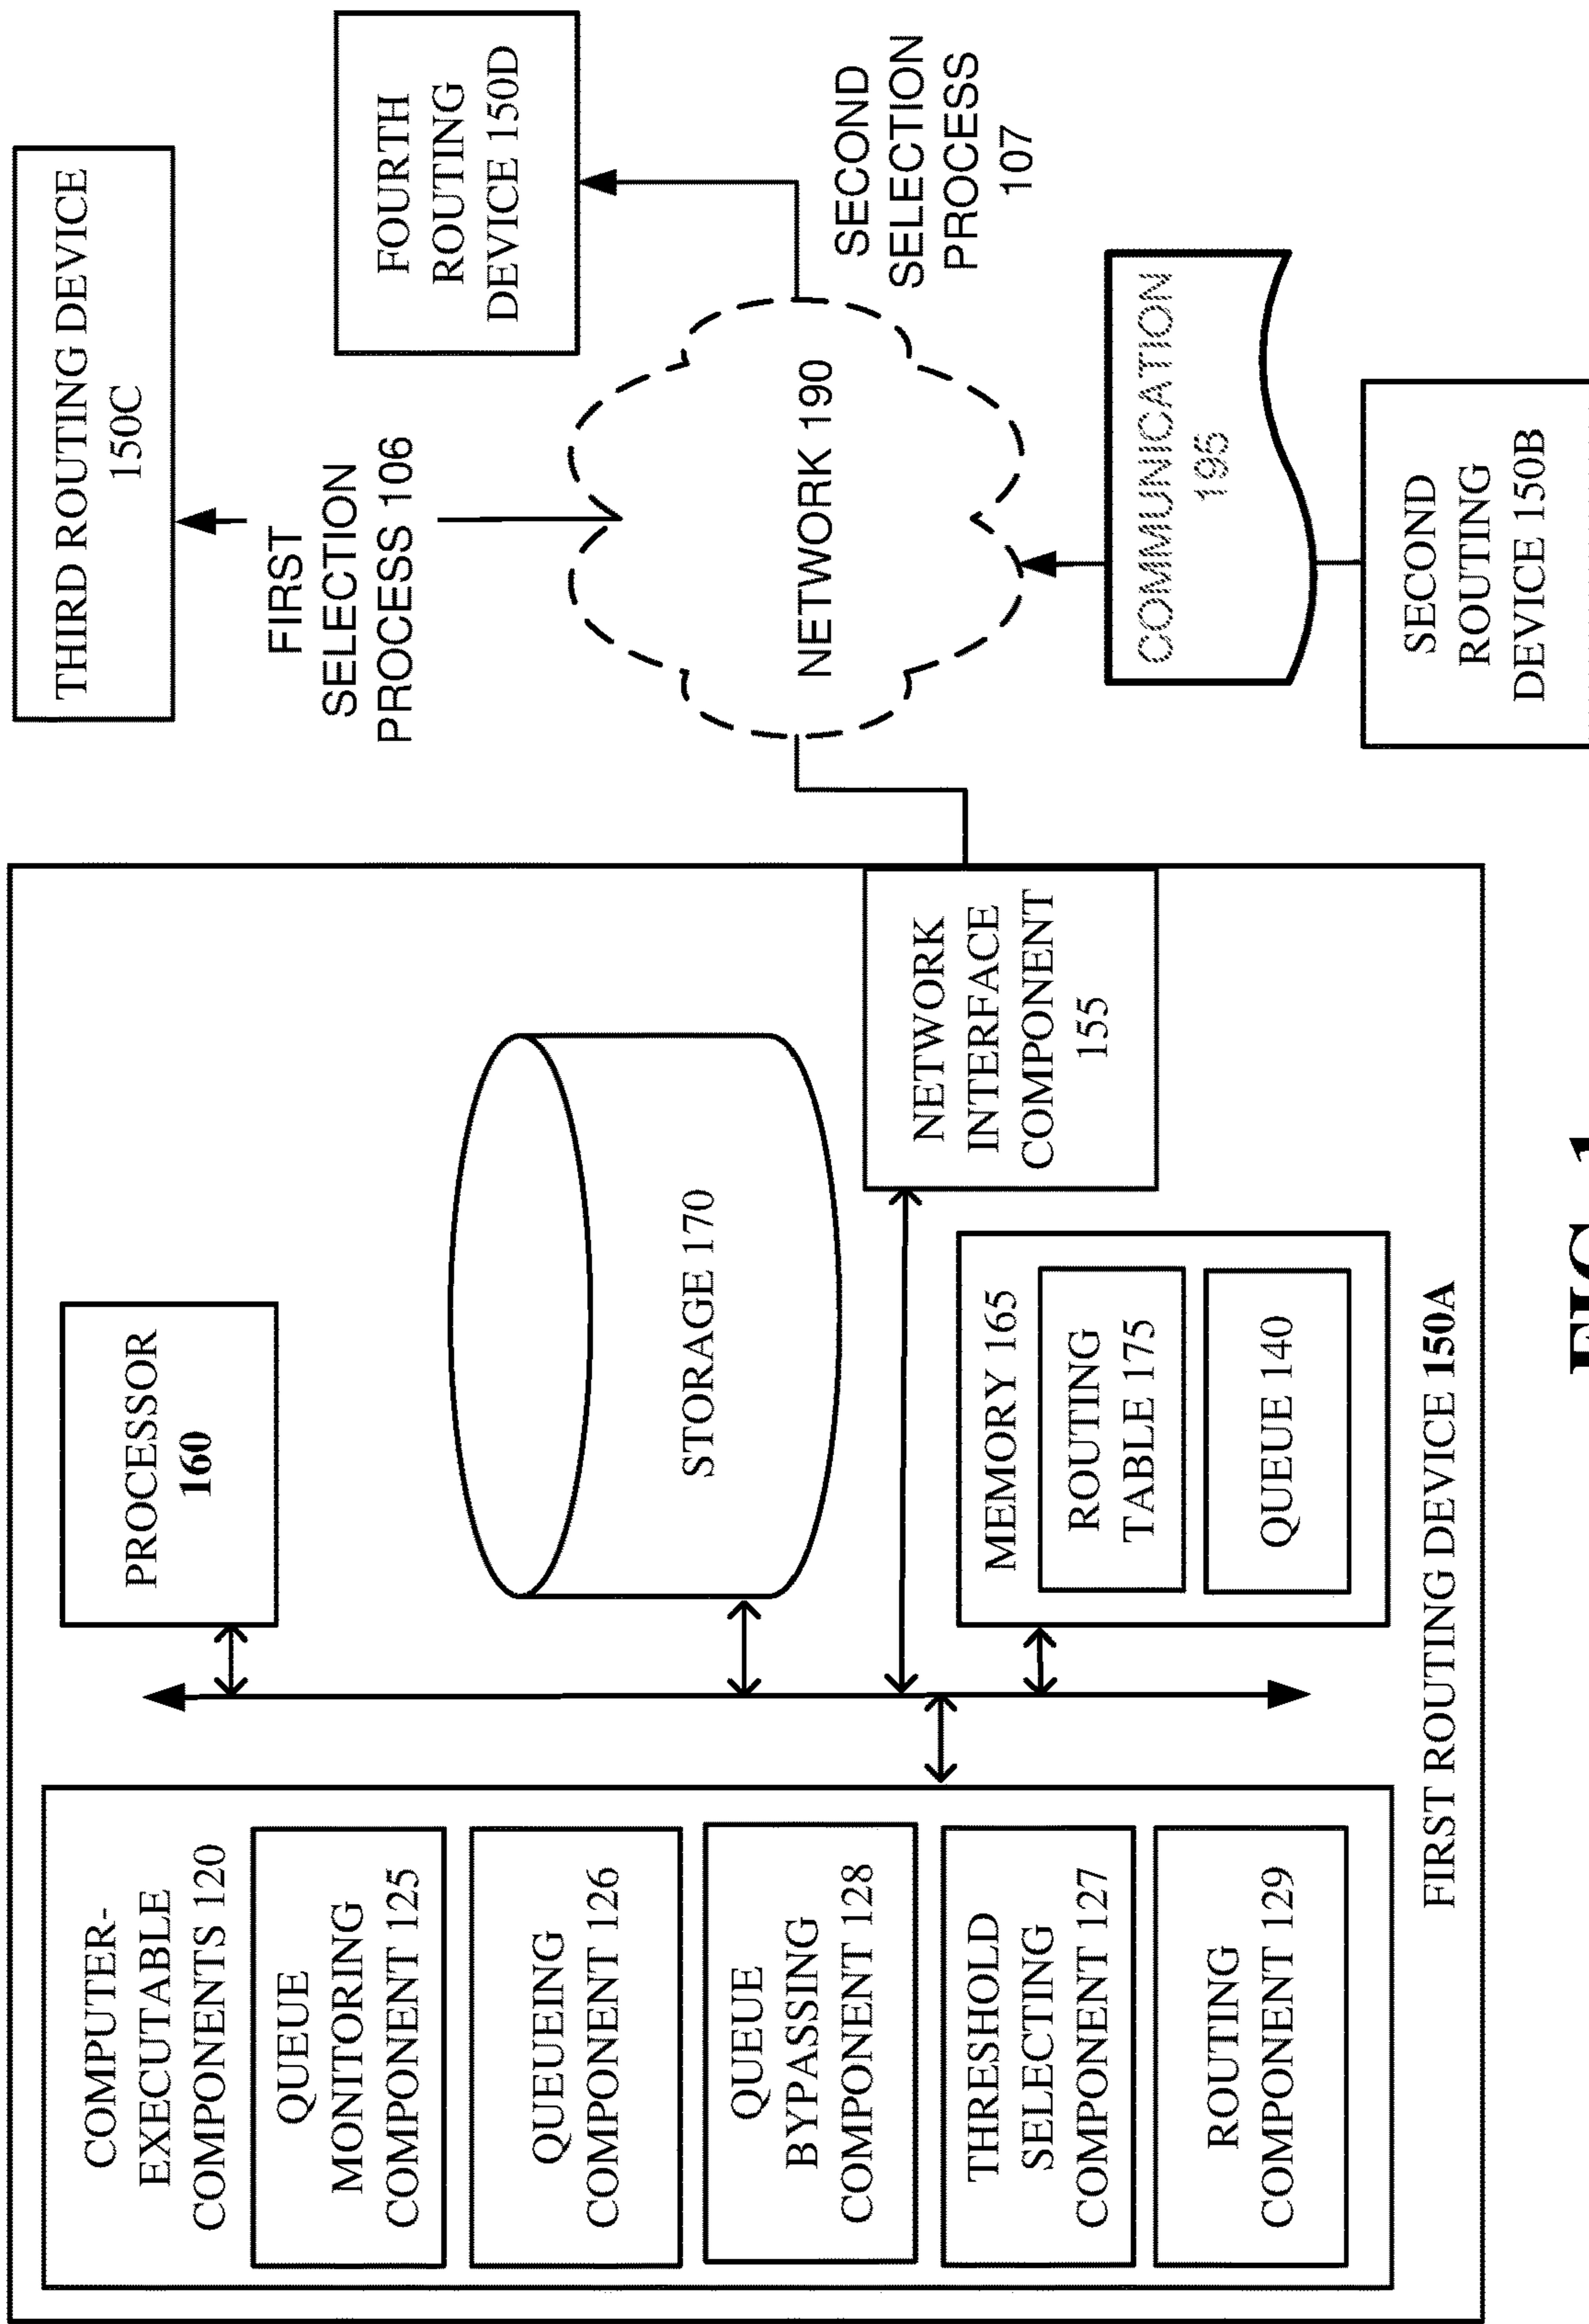 COMPUTER-
EXECUTABLE
COMPONENTS 120
QUEUE
MONITORING
COMPONENT 125
QUEUEING
COMPONENT 126
QUEUE
BYPASSING
COMPONENT 128
THRESHOLD
SELECTING
COMPONENT 127
ROUTING
COMPONENT 129
PROCESSOR
160
STORAGE 170
MEMORY 165
ROUTING
TABLE 175
QUEUE 140
NETWORK
INTERFACE
COMPONENT
155
FIRST ROUTING DEVICE 150A
THIRD ROUTING DEVICE
150C
FIRST
SELECTION
PROCESS 106
FOURTH
ROUTING
DEVICE 150D
NETWORK 190
SECOND
SELECTION
PROCESS
107
COMMUNICATION
195
SECOND
ROUTING
DEVICE 150B
FIG. 1